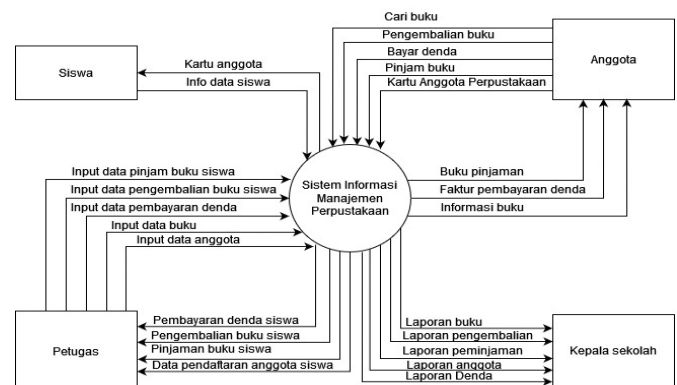 Cari buku
Pengembalian buku
Bayar denda
Pinjam buku
Kartu Anggota Perpustakaan
Anggota
Siswa
Kartu anggota
Info data siswa
Sistem Informasi
Manajemen
Perpustakaan
Input data pinjam buku siswa
Input data pengembalian buku siswa
Input data pembayaran denda
Input data buku
Input data anggota
Buku pinjaman
Faktur pembayaran denda
Informasi buku
Petugas
Pembayaran denda siswa
Pengembalian buku siswa
Pinjaman buku siswa
Data pendaftaran anggota siswa
Laporan buku
Laporan pengembalian
Laporan peminjaman
Laporan anggota
Laporan Denda
Kepala sekolah